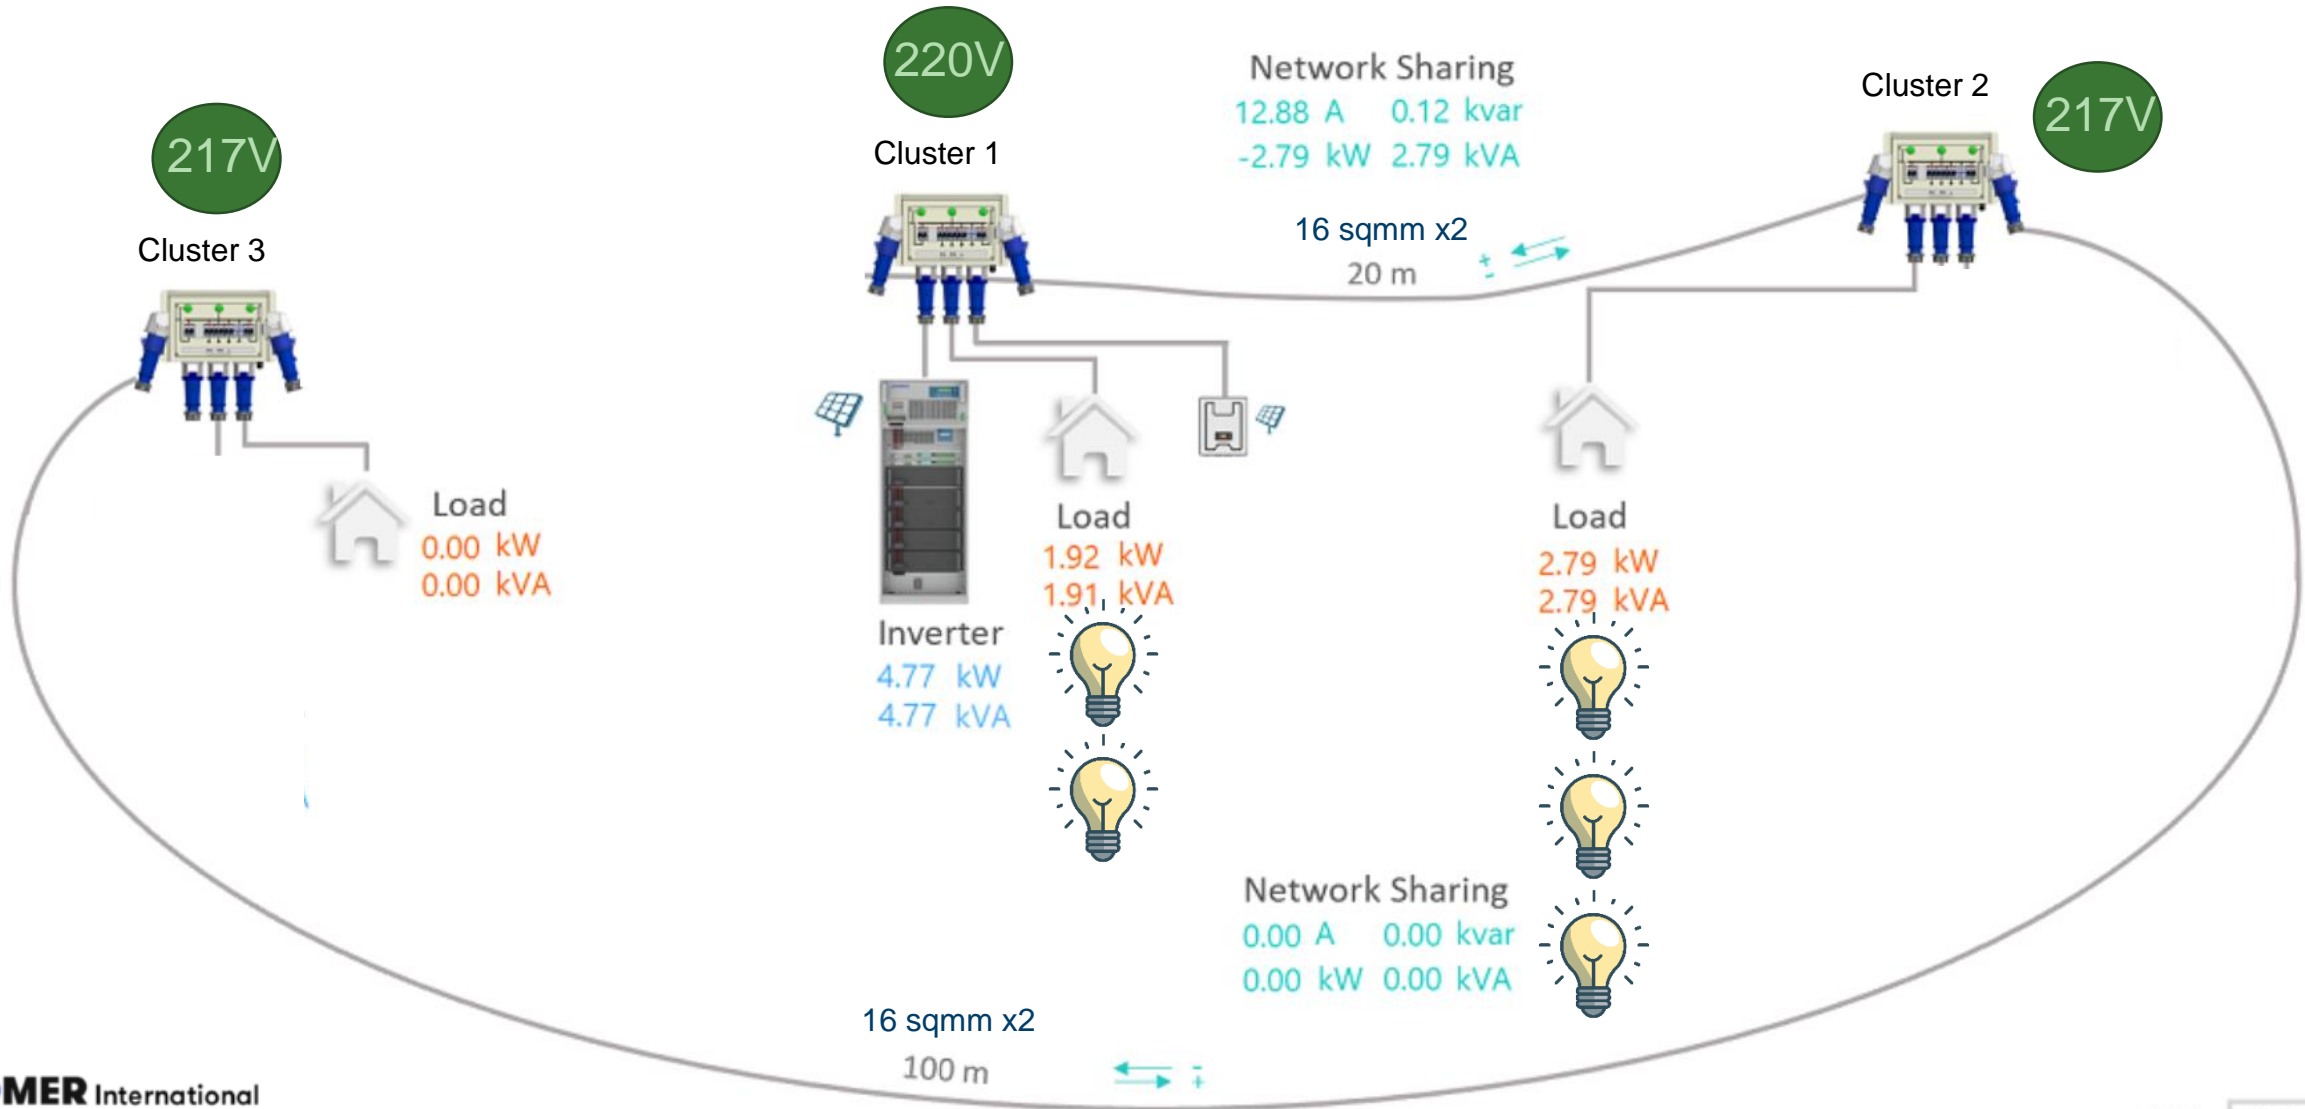 220V
Network Sharing
12.88 A 0.12 kvar
-2.79 kW 2.79 kVA
Cluster 2
217V
217V
Cluster 1
Cluster 3
16 sqmm x2
20 m
+
-
Load
0.00 kW
0.00 kVA
Load
1.92 kW
1.91 kVA
Load
2.79 kW
2.79 kVA
Inverter
4.77 kW
4.77 kVA
Network Sharing
0.00 A 0.00 kvar
0.00 kW 0.00 kVA
16 sqmm x2
100 m
-
+
MER International